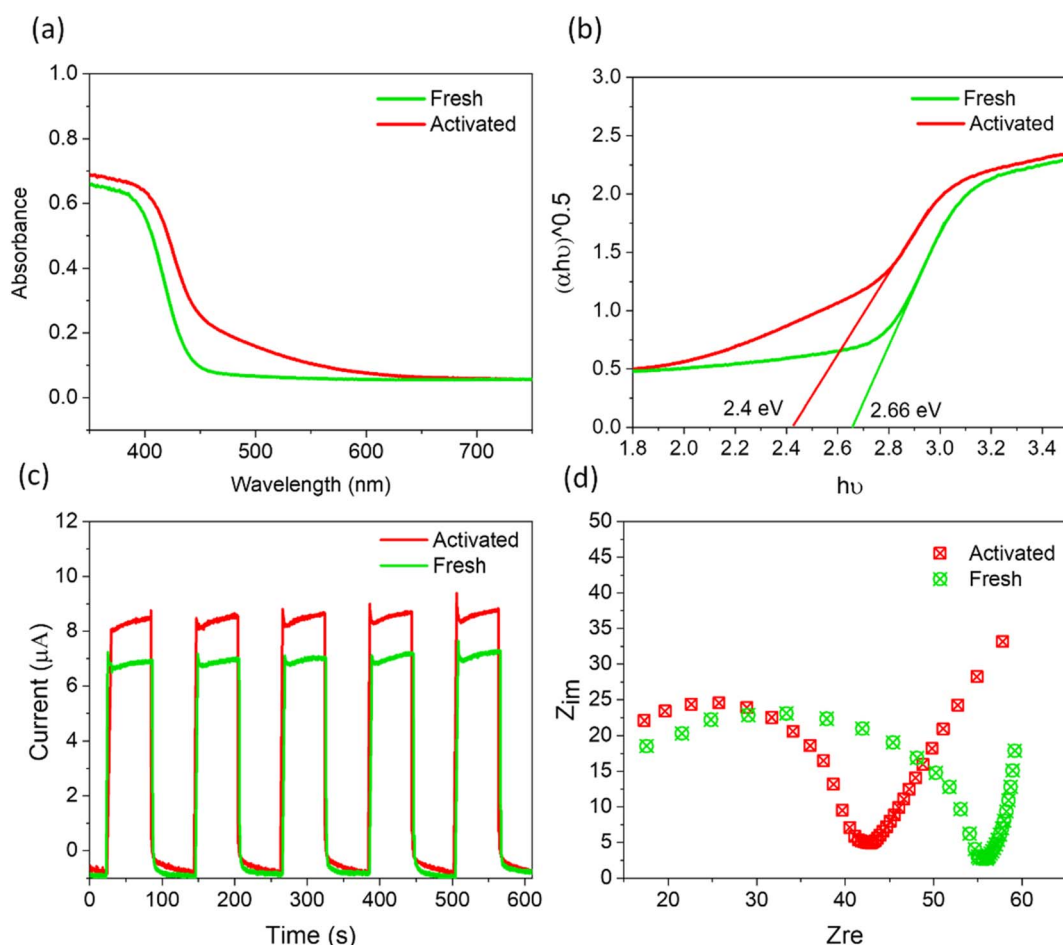 (a)
Fresh
Activated
1.0
0.8
0.6
0.4
0.2
0.0
Absorbance
400
500
600
700
Wavelength (nm)
(b)
Fresh
Activated
3.0
2.5
2.0
1.5
1.0
0.5
0.0
(αhυ)^0.5
2.4 eV
2.66 eV
1.8
2.0
2.2
2.4
2.6
2.8
3.0
3.2
3.4
hυ
(c)
Activated
Fresh
12
10
8
6
4
2
0
Current (μA)
0
100
200
300
400
500
600
Time (s)
(d)
Activated
Fresh
50
45
40
35
30
25
20
15
10
5
0
Zim
20
30
40
50
60
Zre